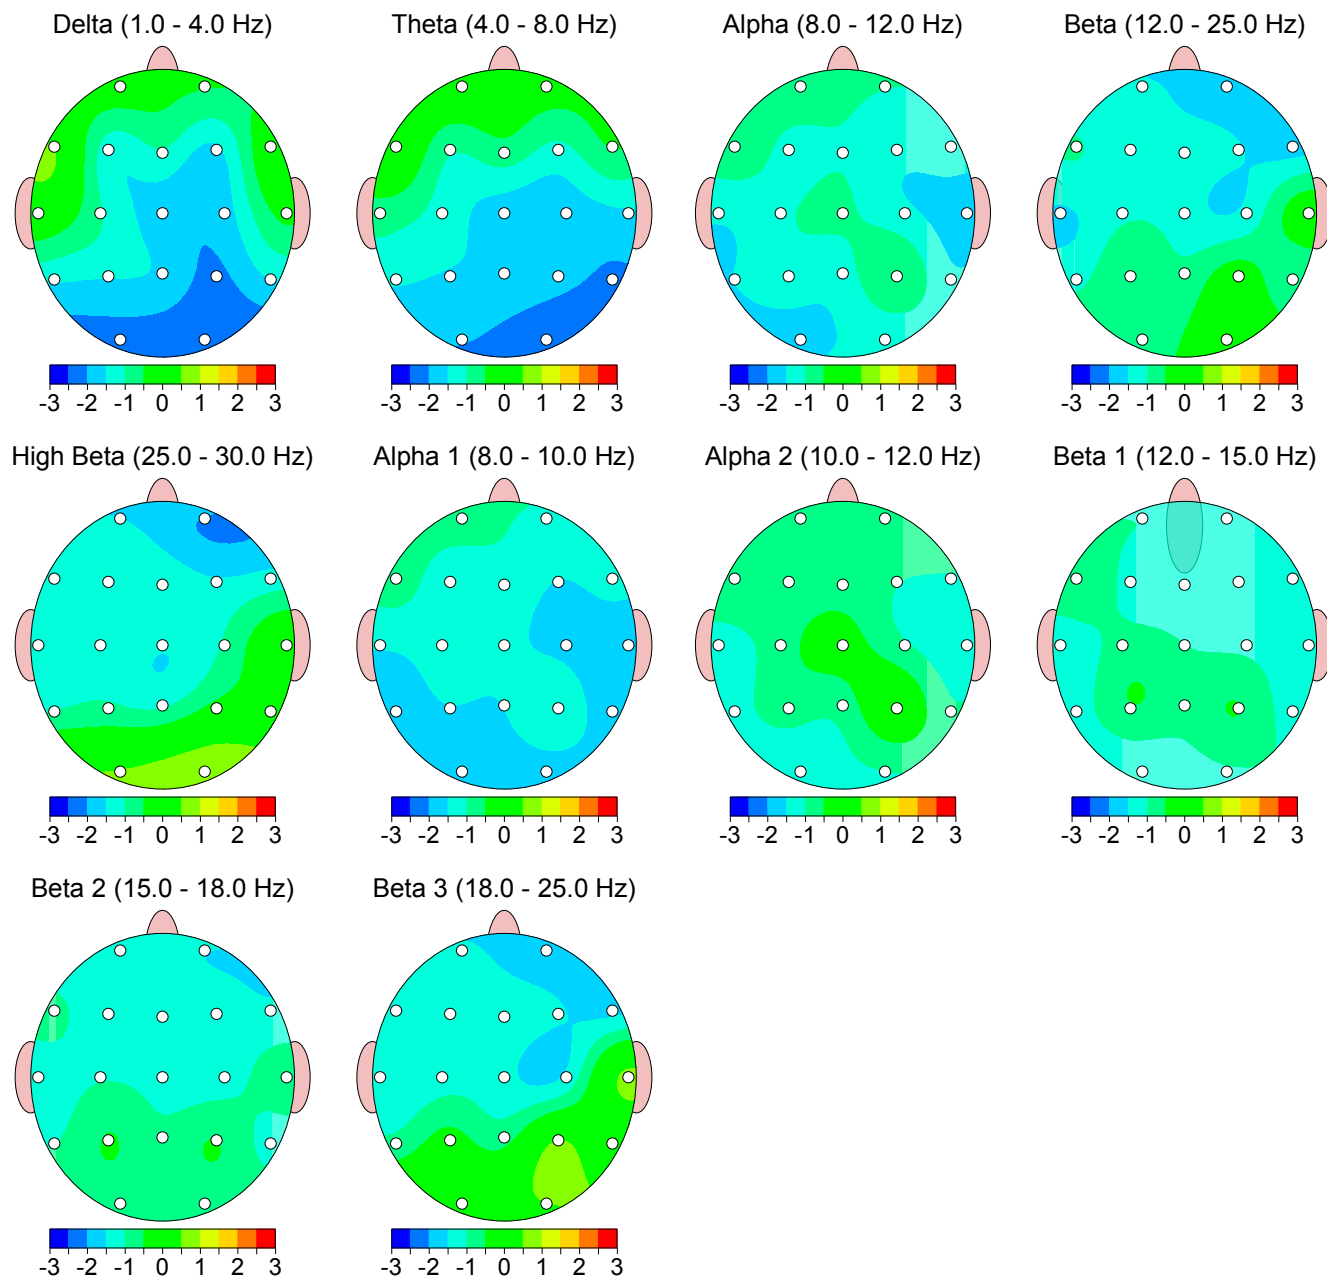 Delta (1.0 - 4.0 Hz) Theta (4.0 - 8.0 Hz) Alpha (8.0 - 12.0 Hz) Beta (12.0 - 25.0 Hz)
-3 -2 -1 0 1 2 3 -3 -2 -1 0 1 2 3 -3 -2 -1 0 1 2 3 -3 -2 -1 0 1 2 3
High Beta (25.0 - 30.0 Hz) Alpha 1 (8.0 - 10.0 Hz) Alpha 2 (10.0 - 12.0 Hz) Beta 1 (12.0 - 15.0 Hz)
-3 -2 -1 0 1 2 3 -3 -2 -1 0 1 2 3 -3 -2 -1 0 1 2 3 -3 -2 -1 0 1 2 3
Beta 2 (15.0 - 18.0 Hz) Beta 3 (18.0 - 25.0 Hz)
-3 -2 -1 0 1 2 3 -3 -2 -1 0 1 2 3